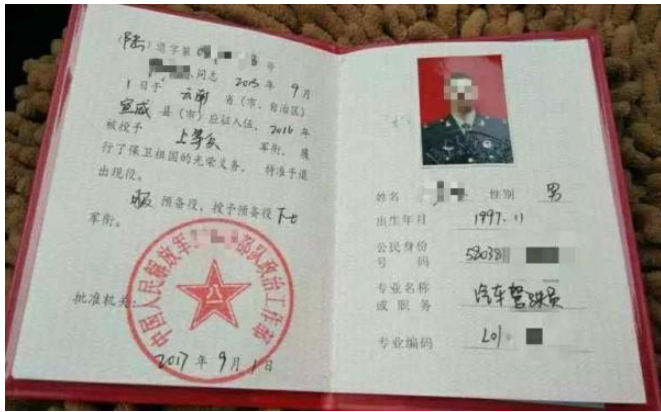 (陆)退字第 号
同志 2015 年 9 月
1 日于 云南 省(市、自治区)
宣威 县(市)应征入伍, 2016 年
被授予 上等兵 军衔, 履
行了保卫祖国的光荣义务, 特准予退
出现役。
服 预备役, 授予预备役 下士
军衔。
批准机关:
中国人民解放军 部队政治工作部
八一
2017 年 9 月 1 日
姓名 性别 男
出生年月 1997.11
公民身份
号 码
专业名称 汽车驾驶员
或 职 务
专业编码